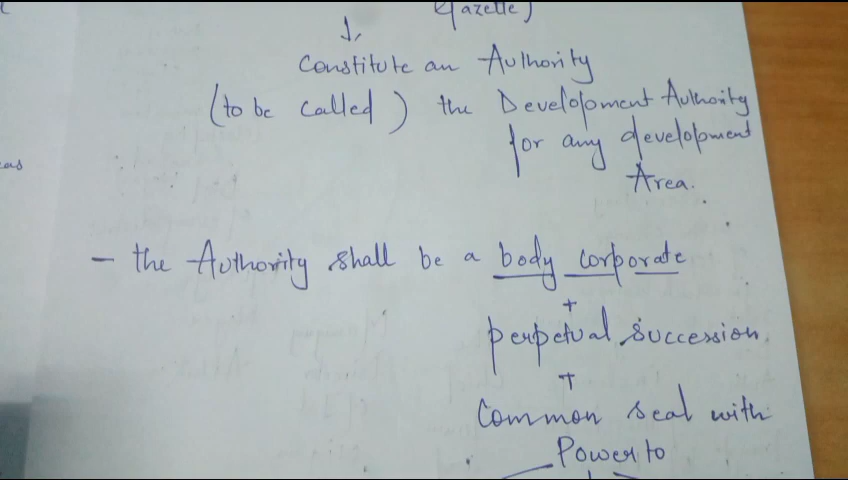 Gazette)
Constitute an Authority
(to be called) the Development Authority
for any development
Area.
- the Authority shall be a body corporate
+
perpetual succession
+
Common seal with
Power to